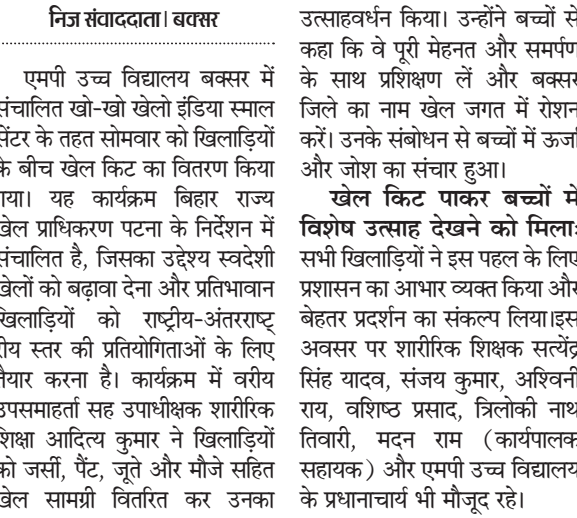 निज संवाददाता। बक्सर
एमपी उच्च विद्यालय बक्सर में
संचालित खो-खो खेलो इंडिया स्माल
सेंटर के तहत सोमवार को खिलाड़ियों
के बीच खेल किट का वितरण किया
गया। यह कार्यक्रम बिहार राज्य
खेल प्राधिकरण पटना के निर्देशन में
संचालित है, जिसका उद्देश्य स्वदेशी
खेलों को बढ़ावा देना और प्रतिभावान
खिलाड़ियों को राष्ट्रीय-अंतरराष्ट्
रीय स्तर की प्रतियोगिताओं के लिए
तैयार करना है। कार्यक्रम में वरीय
उपसमाहर्ता सह उपाधीक्षक शारीरिक
शिक्षा आदित्य कुमार ने खिलाड़ियों
को जर्सी, पैंट, जूते और मौजे सहित
खेल सामग्री वितरित कर उनका
उत्साहवर्धन किया। उन्होंने बच्चों से
कहा कि वे पूरी मेहनत और समर्पण
के साथ प्रशिक्षण लें और बक्सर
जिले का नाम खेल जगत में रोशन
करें। उनके संबोधन से बच्चों में ऊर्जा
और जोश का संचार हुआ।
खेल किट पाकर बच्चों में
विशेष उत्साह देखने को मिला:
सभी खिलाड़ियों ने इस पहल के लिए
प्रशासन का आभार व्यक्त किया और
बेहतर प्रदर्शन का संकल्प लिया।इस
अवसर पर शारीरिक शिक्षक सत्येंद्र
सिंह यादव, संजय कुमार, अश्विनी
राय, वशिष्ठ प्रसाद, त्रिलोकी नाथ
तिवारी, मदन राम (कार्यपालक
सहायक) और एमपी उच्च विद्यालय
के प्रधानाचार्य भी मौजूद रहे।